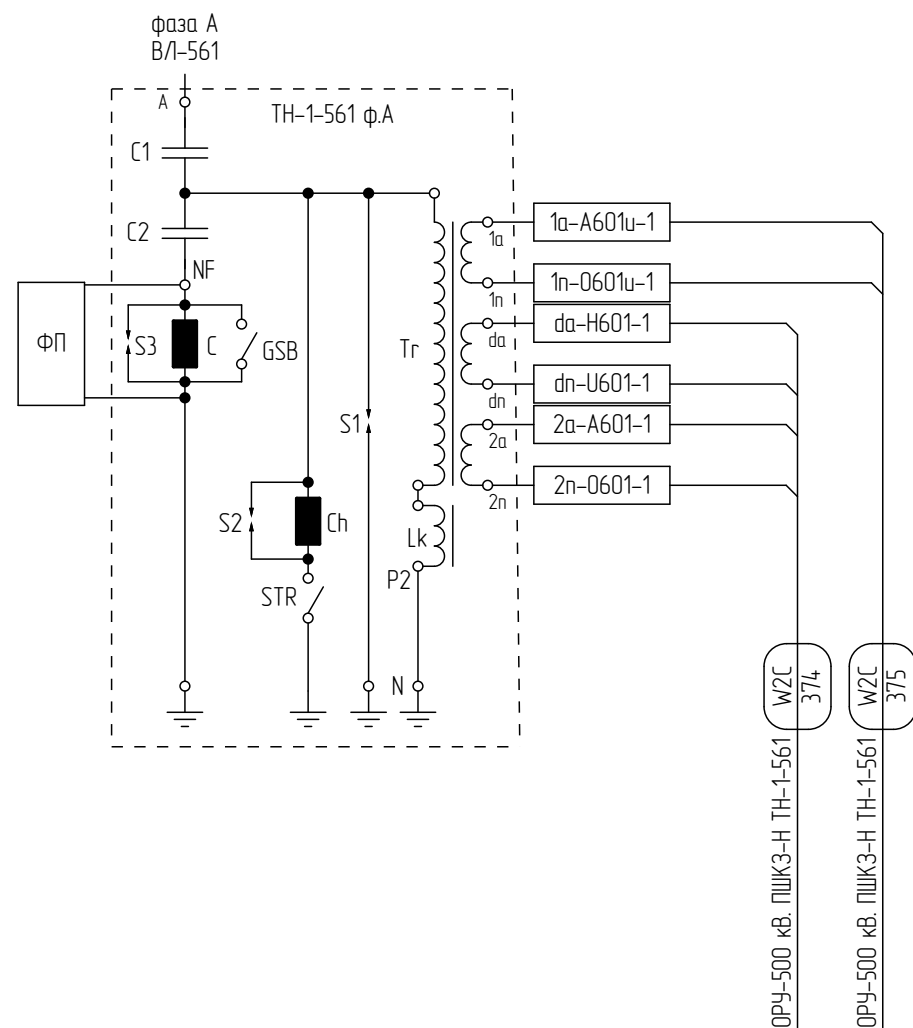 фаза А
ВЛ-561
А
ТН-1-561 ф.А
С1
С2
NF
ФП
S3
С
GSB
S2
Ch
STR
S1
Tr
Lk
P2
N
1a
1n
da
dn
2a
2n
1a-A601и-1
1n-0601и-1
da-H601-1
dn-U601-1
2a-A601-1
2n-0601-1
W2C
374
W2C
375
ОРУ-500 кВ. ПШКЗ-Н ТН-1-561
ОРУ-500 кВ. ПШКЗ-Н ТН-1-561